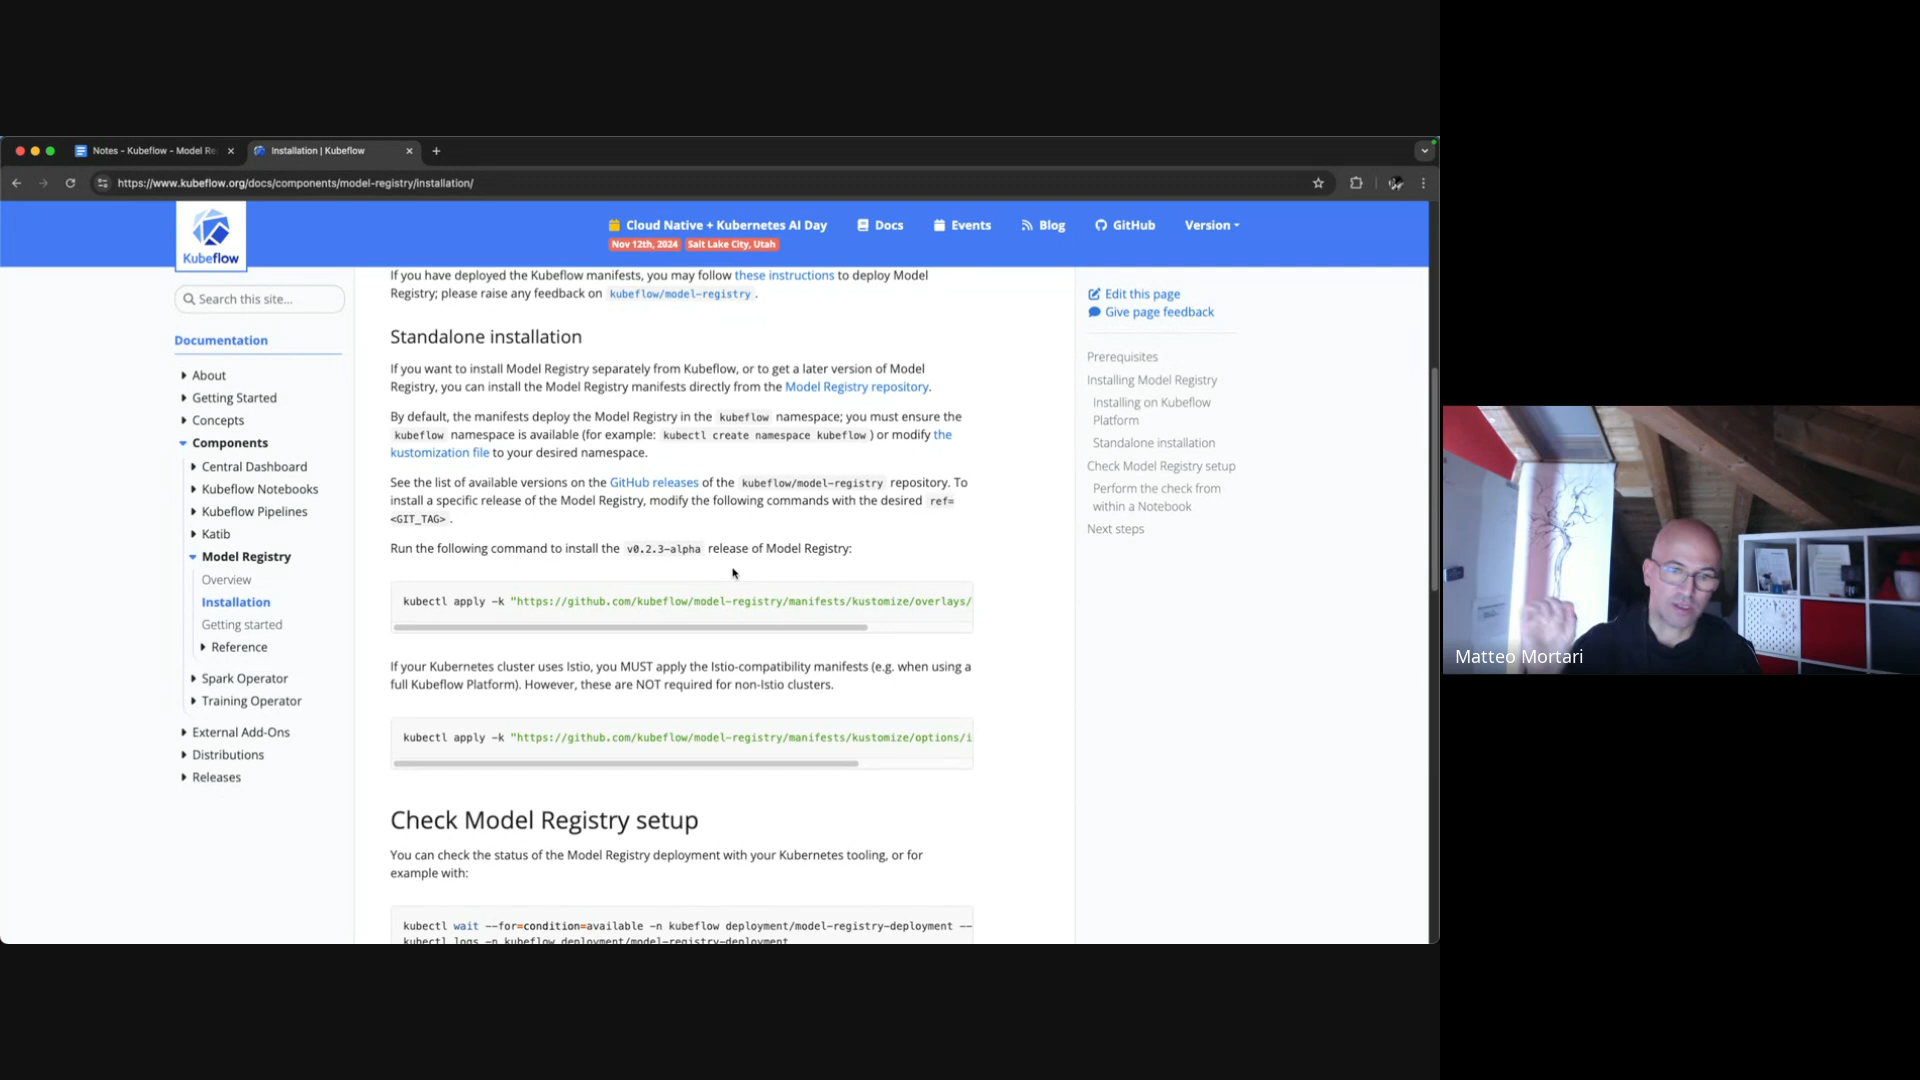 Notes - Kubeflow - Model Re
Installation | Kubeflow
https://www.kubeflow.org/docs/components/model-registry/installation/
Kubeflow
Cloud Native + Kubernetes AI Day
Nov 12th, 2024 Salt Lake City, Utah
Docs
Events
Blog
GitHub
Version
Search this site...
Documentation
About
Getting Started
Concepts
Components
Central Dashboard
Kubeflow Notebooks
Kubeflow Pipelines
Katib
Model Registry
Overview
Installation
Getting started
Reference
Spark Operator
Training Operator
External Add-Ons
Distributions
Releases
If you have deployed the Kubeflow manifests, you may follow these instructions to deploy Model
Registry; please raise any feedback on kubeflow/model-registry .
Standalone installation
If you want to install Model Registry separately from Kubeflow, or to get a later version of Model
Registry, you can install the Model Registry manifests directly from the Model Registry repository.
By default, the manifests deploy the Model Registry in the kubeflow namespace; you must ensure the
kubeflow namespace is available (for example: kubectl create namespace kubeflow ) or modify the
kustomization file to your desired namespace.
See the list of available versions on the GitHub releases of the kubeflow/model-registry repository. To
install a specific release of the Model Registry, modify the following commands with the desired ref=
<GIT_TAG> .
Run the following command to install the v0.2.3-alpha release of Model Registry:
kubectl apply -k "https://github.com/kubeflow/model-registry/manifests/kustomize/overlays/
If your Kubernetes cluster uses Istio, you MUST apply the Istio-compatibility manifests (e.g. when using a
full Kubeflow Platform). However, these are NOT required for non-Istio clusters.
kubectl apply -k "https://github.com/kubeflow/model-registry/manifests/kustomize/options/i
Check Model Registry setup
You can check the status of the Model Registry deployment with your Kubernetes tooling, or for
example with:
kubectl wait --for=condition=available -n kubeflow deployment/model-registry-deployment --
kubectl logs -n kubeflow deployment/model-registry-deployment
Edit this page
Give page feedback
Prerequisites
Installing Model Registry
Installing on Kubeflow
Platform
Standalone installation
Check Model Registry setup
Perform the check from
within a Notebook
Next steps
Matteo Mortari